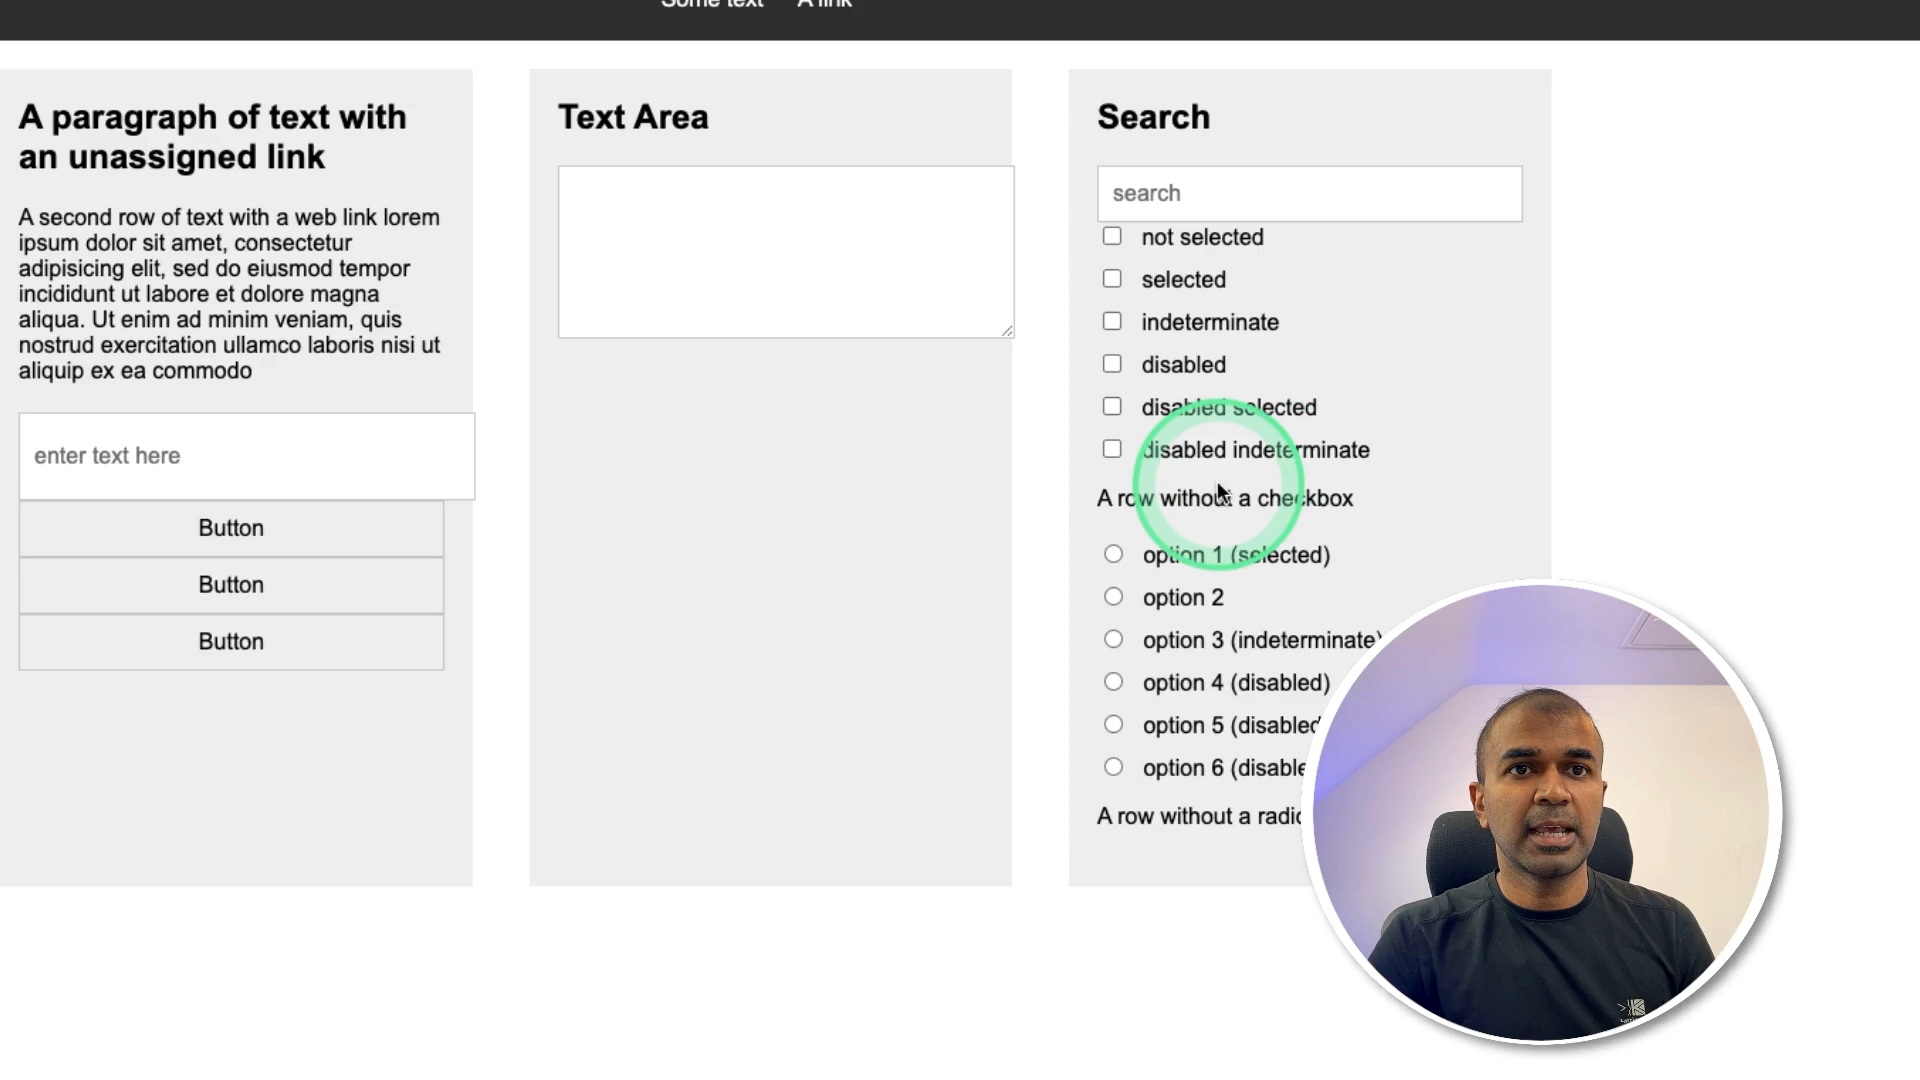 Some text A link
A paragraph of text with
an unassigned link
A second row of text with a web link lorem
ipsum dolor sit amet, consectetur
adipisicing elit, sed do eiusmod tempor
incididunt ut labore et dolore magna
aliqua. Ut enim ad minim veniam, quis
nostrud exercitation ullamco laboris nisi ut
aliquip ex ea commodo
enter text here
Button
Button
Button
Text Area
Search
search
not selected
selected
indeterminate
disabled
disabled selected
disabled indeterminate
A row without a checkbox
option 1 (selected)
option 2
option 3 (indeterminate)
option 4 (disabled)
option 5 (disabled
option 6 (disable
A row without a radio